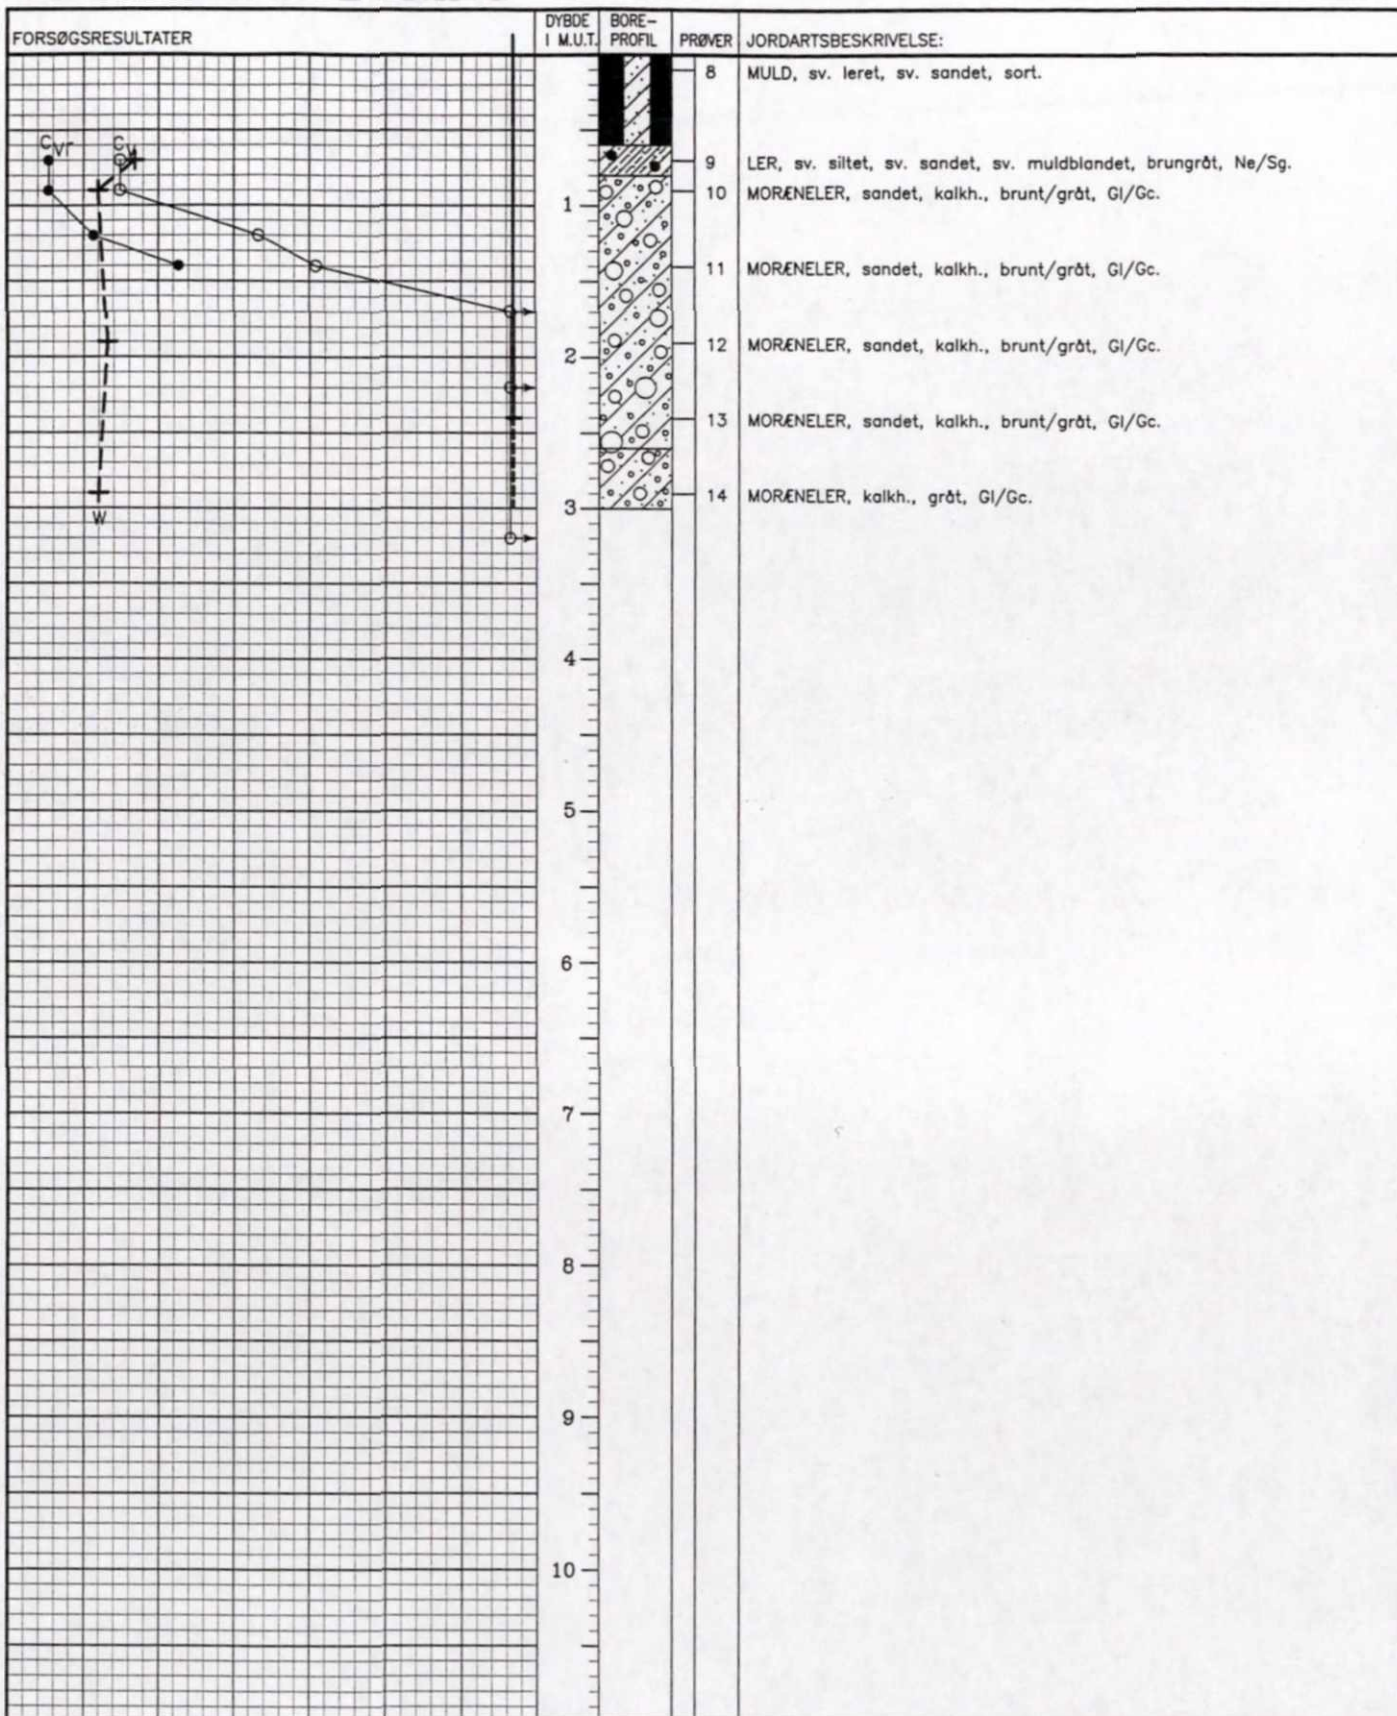 FORSØGSRESULTATER
DYBDE I M.U.T.
BORE-PROFIL
PRØVER
JORDARTSBESKRIVELSE:
8 MULD, sv. leret, sv. sandet, sort.
Cvr Cv
9 LER, sv. siltet, sv. sandet, sv. muldblandet, brungråt, Ne/Sg.
10 MORÆNELER, sandet, kalkh., brunt/gråt, Gl/Gc.
1
11 MORÆNELER, sandet, kalkh., brunt/gråt, Gl/Gc.
12 MORÆNELER, sandet, kalkh., brunt/gråt, Gl/Gc.
2
13 MORÆNELER, sandet, kalkh., brunt/gråt, Gl/Gc.
14 MORÆNELER, kalkh., gråt, Gl/Gc.
W
3
4
5
6
7
8
9
10